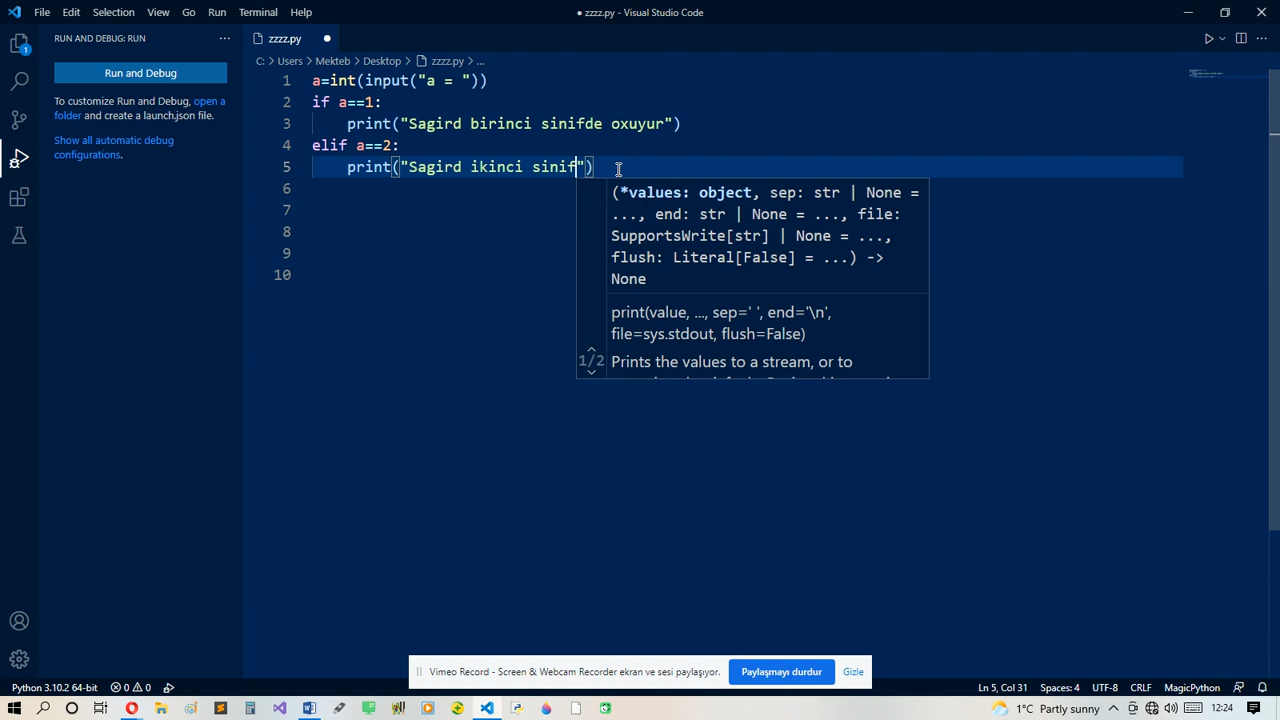 File Edit Selection View Go Run Terminal Help
● zzzz.py - Visual Studio Code
RUN AND DEBUG: RUN ...
zzzz.py ●
C: > Users > Mekteb > Desktop > zzzz.py > ...
1
Run and Debug
To customize Run and Debug, open a
folder and create a launch.json file.
Show all automatic debug
configurations.
1 a=int(input("a = "))
2 if a==1:
3 print("Sagird birinci sinifde oxuyur")
4 elif a==2:
5 print("Sagird ikinci sinif")
6
7
8
9
10
(*values: object, sep: str | None =
..., end: str | None = ..., file:
SupportsWrite[str] | None = ...,
flush: Literal[False] = ...) ->
None
print(value, ..., sep=' ', end='\n',
file=sys.stdout, flush=False)
1/2 Prints the values to a stream, or to
Vimeo Record - Screen & Webcam Recorder ekran ve sesi paylaşıyor. Paylaşmayı durdur Gizle
Python 3.10.2 64-bit 0 0 Ln 5, Col 31 Spaces: 4 UTF-8 CRLF MagicPython
1°C Partly sunny 12:24